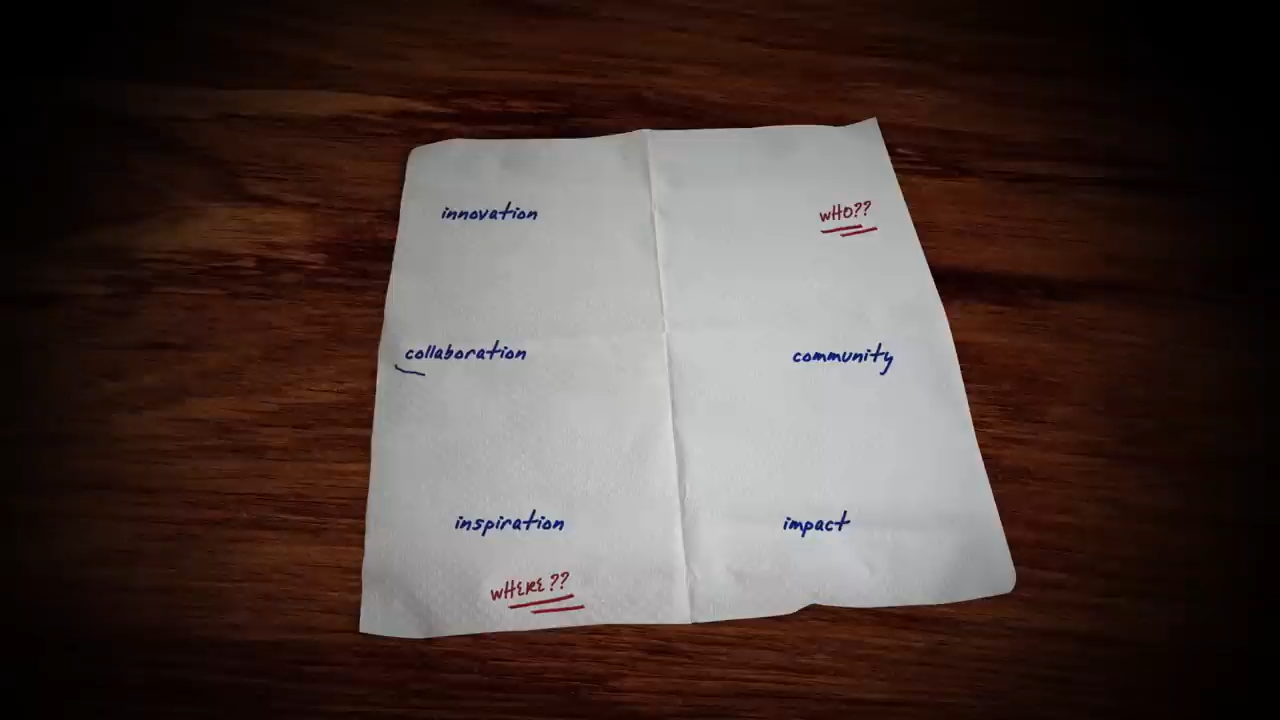 innovation
WHO??
collaboration
community
inspiration
impact
WHERE??